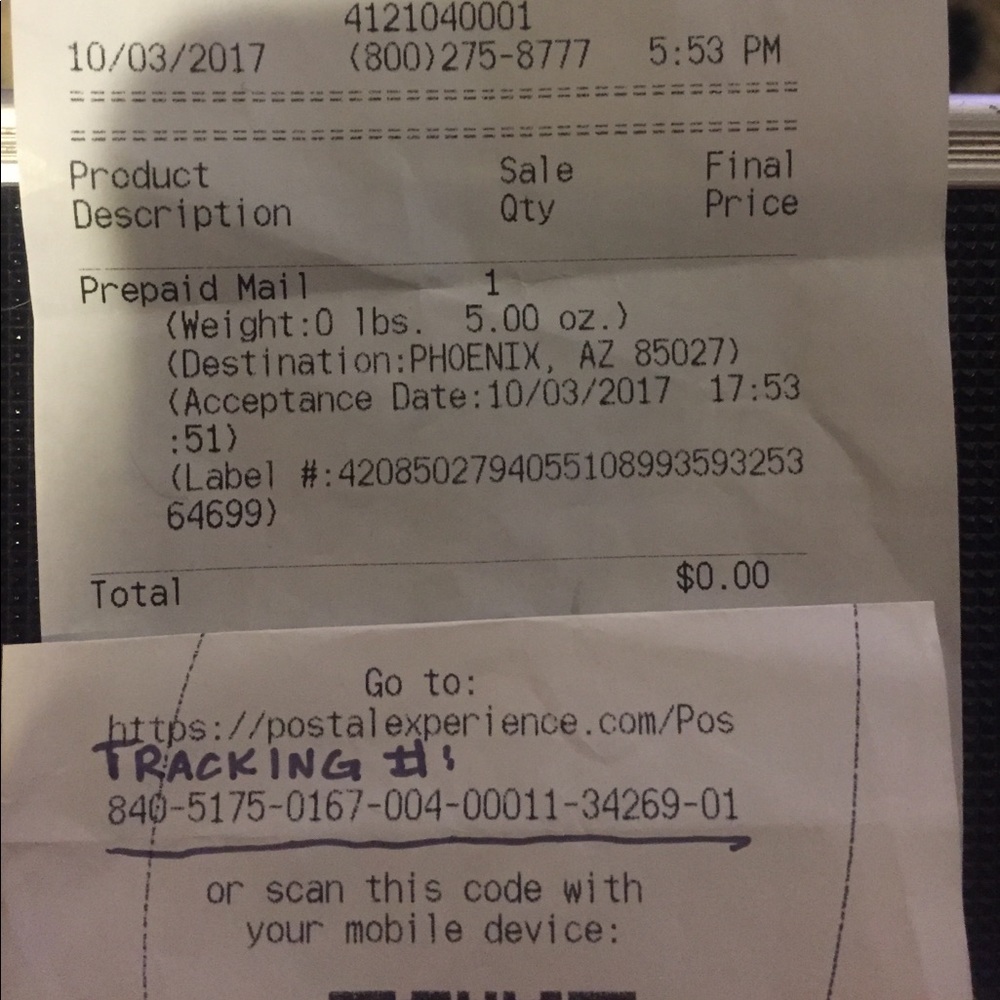 4121040001
10/03/2017 (800)275-8777 5:53 PM
================================================
================================================
Product Sale Final
Description Qty Price
Prepaid Mail 1
(Weight:0 lbs. 5.00 oz.)
(Destination:PHOENIX, AZ 85027)
(Acceptance Date:10/03/2017 17:53
:51)
(Label #:4208502794055108993593253
64699)
Total $0.00
Go to:
https://postalexperience.com/Pos
TRACKING #:
840-5175-0167-004-00011-34269-01
or scan this code with
your mobile device: